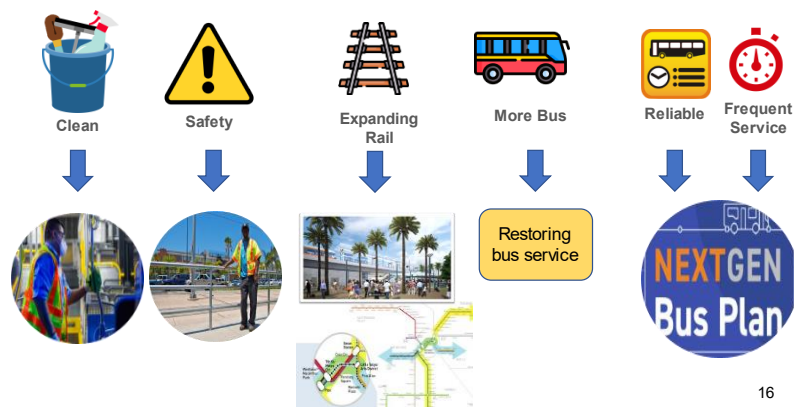 Clean
Safety
Expanding
Rail
More Bus
Reliable
Frequent
Service
Restoring
bus service
NEXTGEN
Bus Plan
16